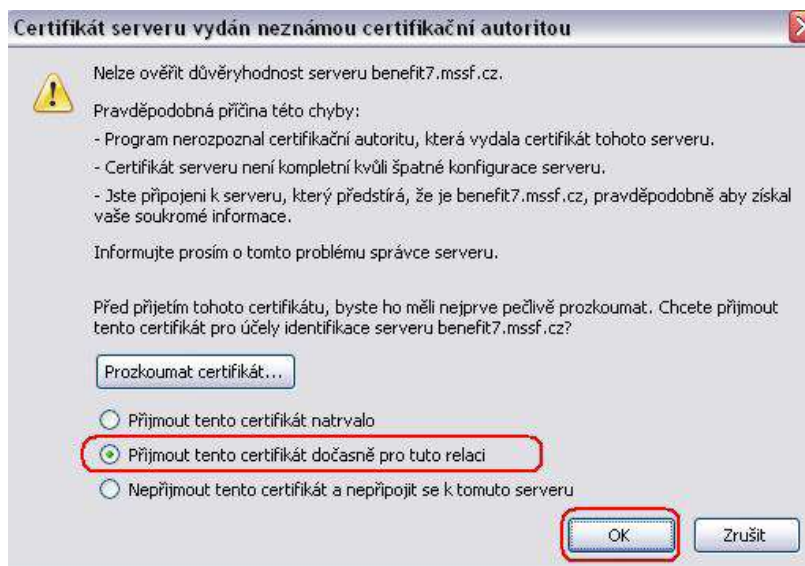 Certifikát serveru vydán neznámou certifikační autoritou
Nelze ověřit důvěryhodnost serveru benefit7.mssf.cz.
Pravděpodobná příčina této chyby:
- Program nerozpoznal certifikační autoritu, která vydala certifikát tohoto serveru.
- Certifikát serveru není kompletní kvůli špatné konfigurace serveru.
- Jste připojeni k serveru, který předstírá, že je benefit7.mssf.cz, pravděpodobně aby získal
vaše soukromé informace.
Informujte prosím o tomto problému správce serveru.
Před přijetím tohoto certifikátu, byste ho měli nejprve pečlivě prozkoumat. Chcete přijmout
tento certifikát pro účely identifikace serveru benefit7.mssf.cz?
Prozkoumat certifikát...
Přijmout tento certifikát natrvalo
Přijmout tento certifikát dočasně pro tuto relaci
Nepřijmout tento certifikát a nepřipojit se k tomuto serveru
OK Zrušit